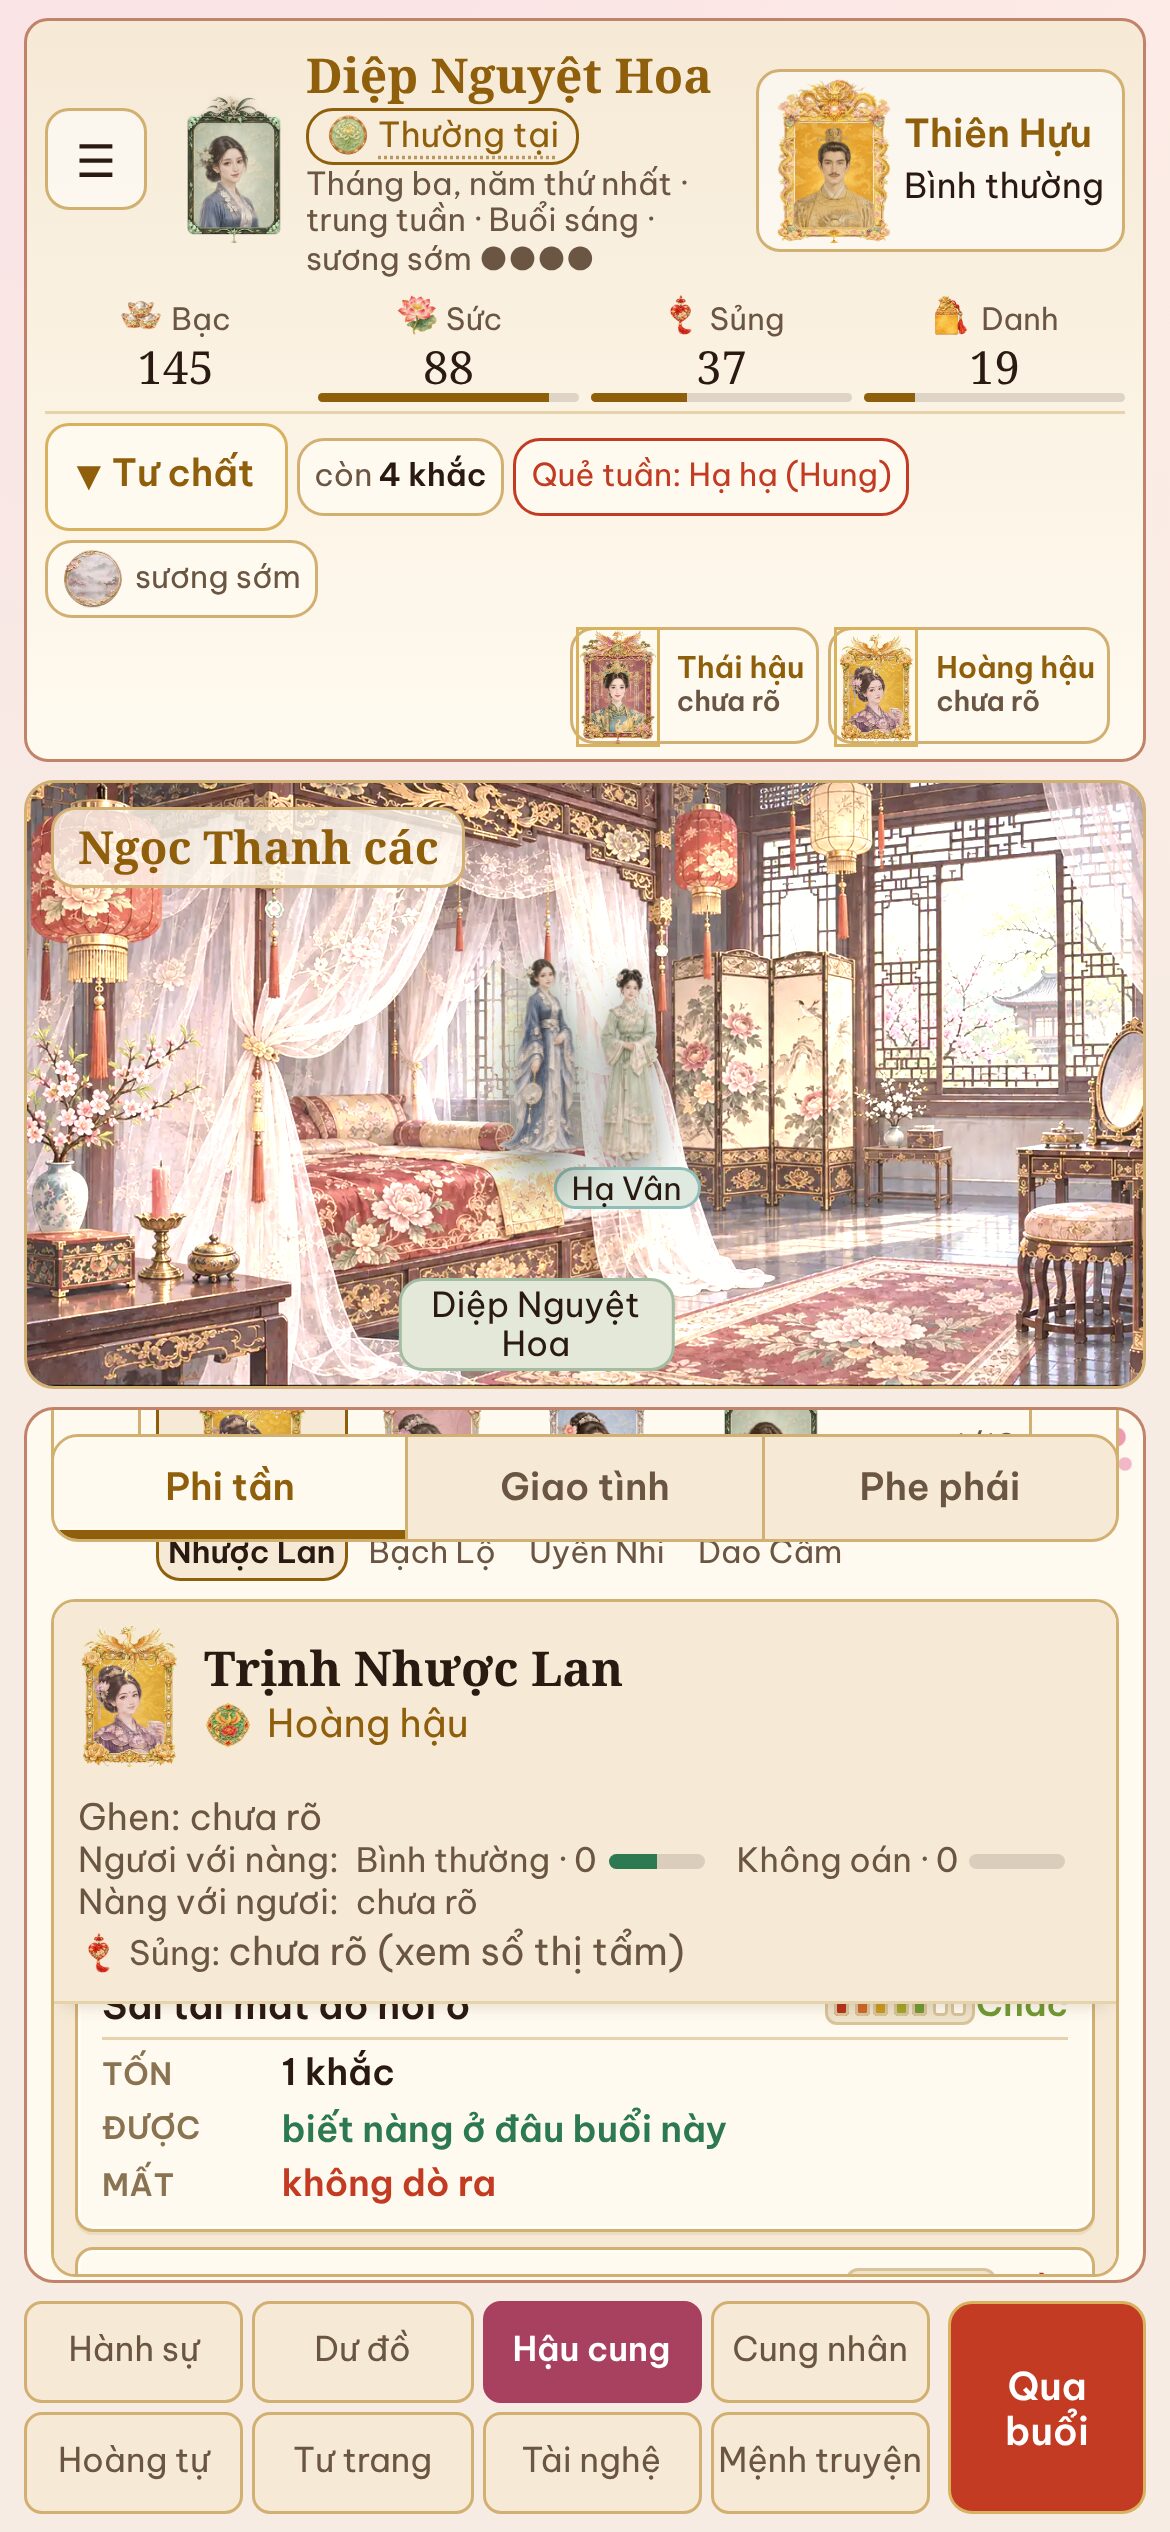 Diệp Nguyệt Hoa
Thường tại
Tháng ba, năm thứ nhất ·
trung tuần · Buổi sáng ·
sương sớm ●●●●
Thiên Hựu
Bình thường
Bạc
145
Sức
88
Sủng
37
Danh
19
▼ Tư chất
còn 4 khắc
Quẻ tuần: Hạ hạ (Hung)
sương sớm
Thái hậu
chưa rõ
Hoàng hậu
chưa rõ
Ngọc Thanh các
Hạ Vân
Diệp Nguyệt
Hoa
Phi tần
Giao tình
Phe phái
Nhược Lan
Bạch Lộ
Uyển Nhi
Dao Cầm
Trịnh Nhược Lan
Hoàng hậu
Ghen: chưa rõ
Ngươi với nàng: Bình thường · 0 Không oán · 0
Nàng với ngươi: chưa rõ
Sủng: chưa rõ (xem sổ thị tẩm)
Sai tai mắt dò nơi ở
Chắc
TỐN 1 khắc
ĐƯỢC biết nàng ở đâu buổi này
MẤT không dò ra
Hành sự
Dư đồ
Hậu cung
Cung nhân
Qua
buổi
Hoàng tự
Tư trang
Tài nghệ
Mệnh truyện